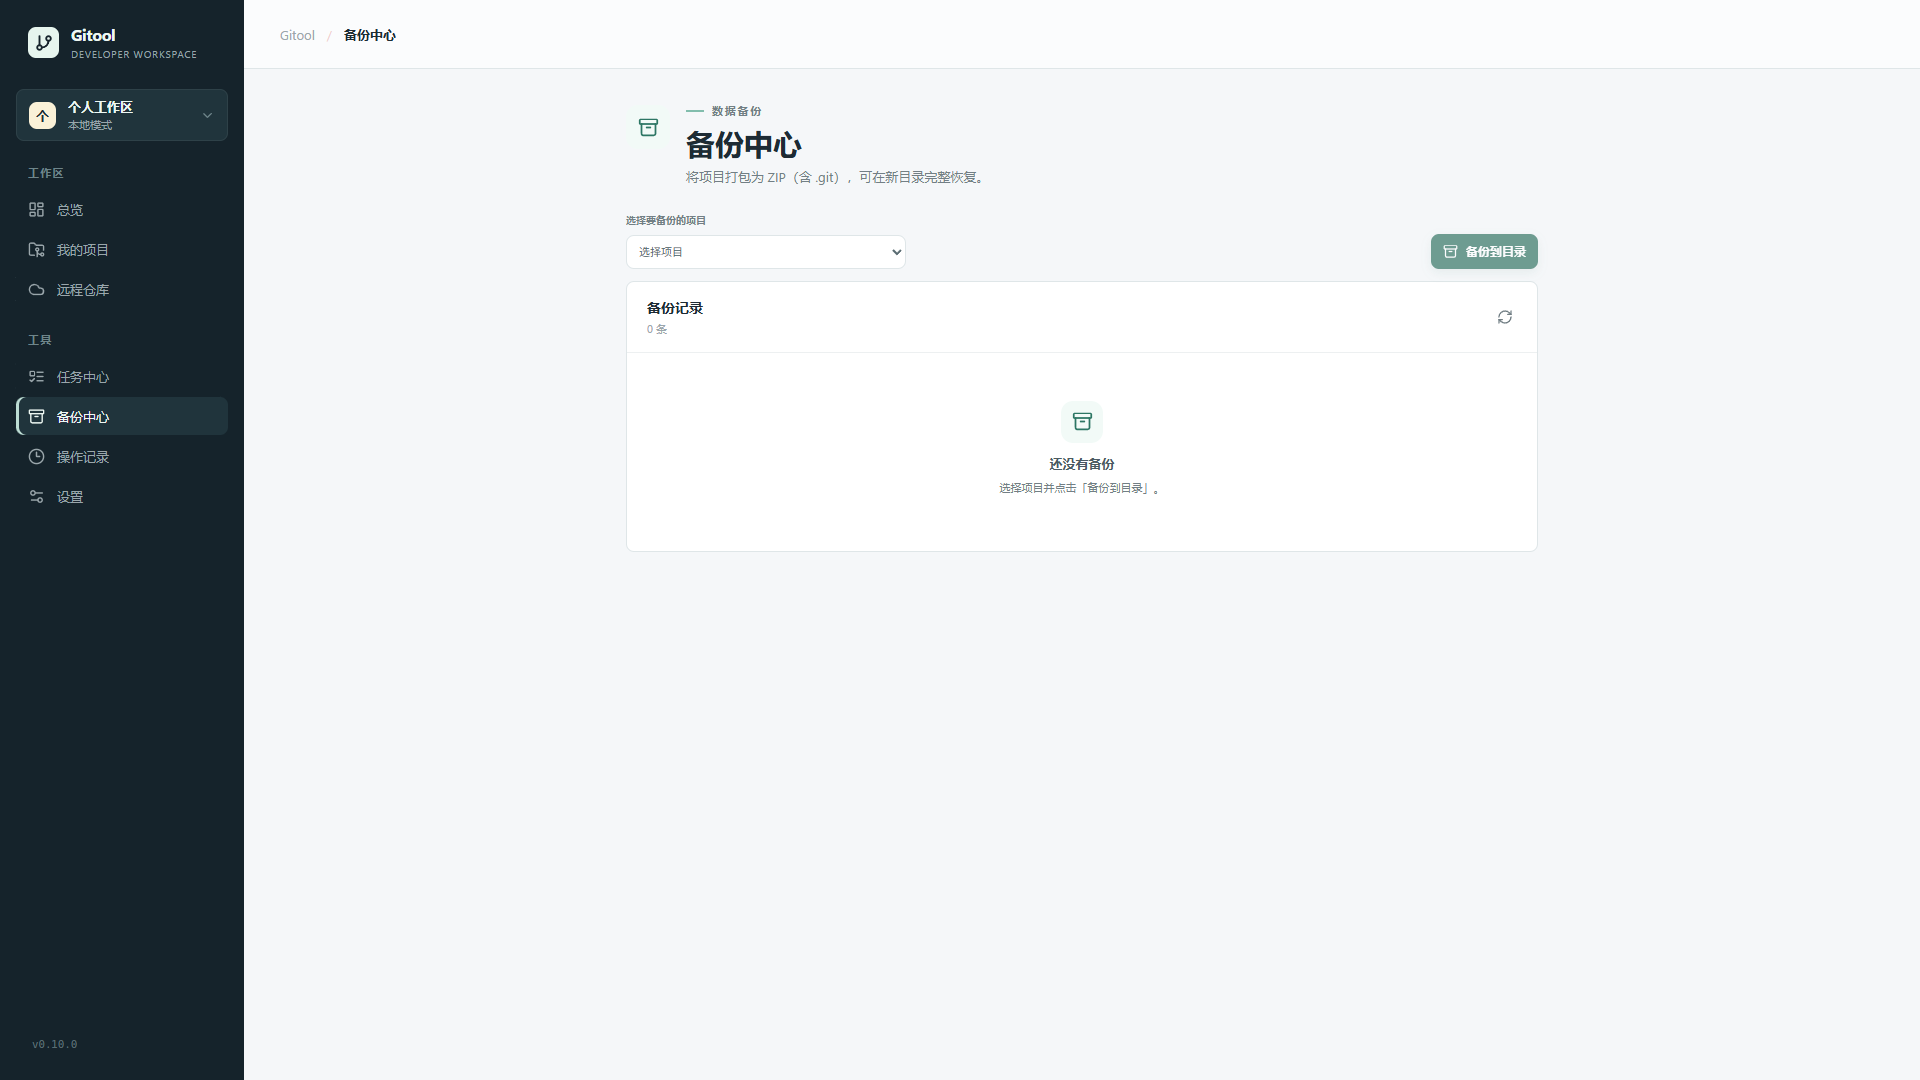 Gitool
DEVELOPER WORKSPACE
个
个人工作区
本地模式
工作区
总览
我的项目
远程仓库
工具
任务中心
备份中心
操作记录
设置
v0.10.0
Gitool / 备份中心
数据备份
备份中心
将项目打包为 ZIP（含 .git），可在新目录完整恢复。
选择要备份的项目
选择项目
备份到目录
备份记录
0 条
还没有备份
选择项目并点击「备份到目录」。